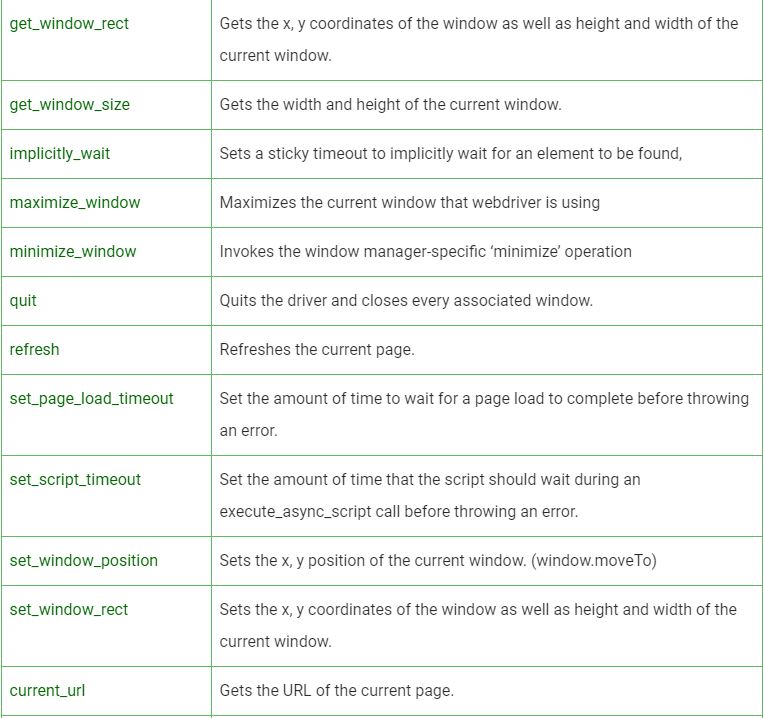 get_window_rect
Gets the x, y coordinates of the window as well as height and width of the
current window.
get_window_size
Gets the width and height of the current window.
implicitly_wait
Sets a sticky timeout to implicitly wait for an element to be found,
maximize_window
Maximizes the current window that webdriver is using
minimize_window
Invokes the window manager-specific ‘minimize’ operation
quit
Quits the driver and closes every associated window.
refresh
Refreshes the current page.
set_page_load_timeout
Set the amount of time to wait for a page load to complete before throwing
an error.
set_script_timeout
Set the amount of time that the script should wait during an
execute_async_script call before throwing an error.
set_window_position
Sets the x, y position of the current window. (window.moveTo)
set_window_rect
Sets the x, y coordinates of the window as well as height and width of the
current window.
current_url
Gets the URL of the current page.